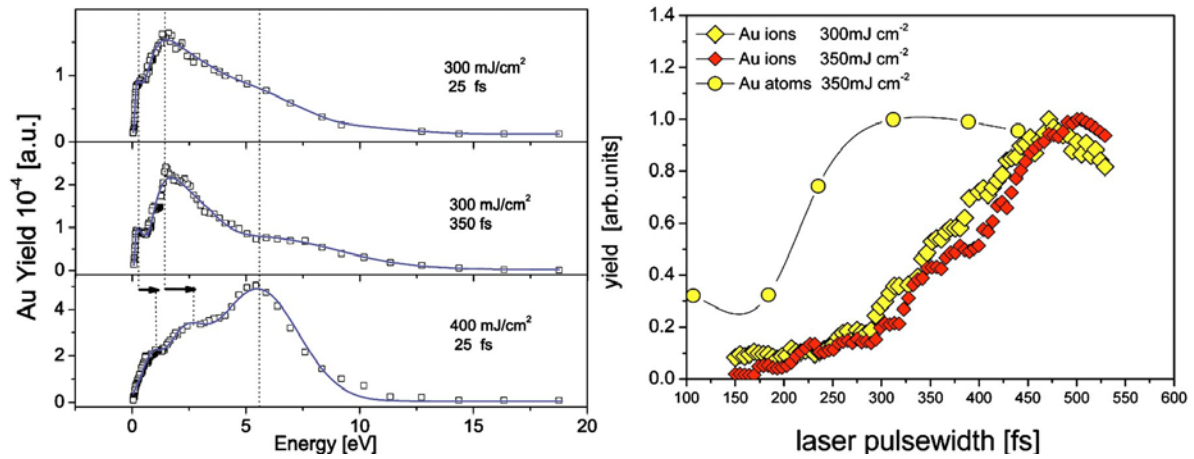 Au Yield 10⁻⁴ [a.u.]
1
0
300 mJ/cm²
25 fs
2
1
0
300 mJ/cm²
350 fs
4
2
0
400 mJ/cm²
25 fs
0 5 10 15 20
Energy [eV]
yield [arb.units]
1.4
1.2
1.0
0.8
0.6
0.4
0.2
0.0
Au ions 300mJ cm⁻²
Au ions 350mJ cm⁻²
Au atoms 350mJ cm⁻²
100 150 200 250 300 350 400 450 500 550 600
laser pulsewidth [fs]